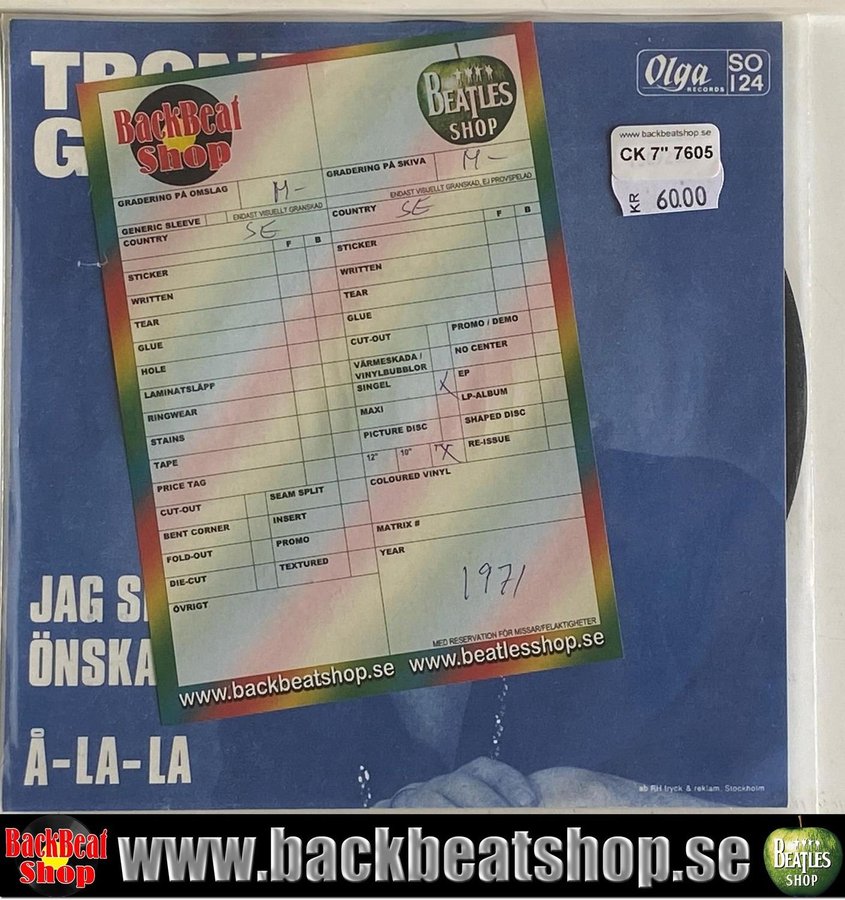 Olga
RECORDS
SO
124
www.backbeatshop.se
CK 7" 7605
KR 60.00
BackBeat
Shop
BEATLES
SHOP
GRADERING PÅ OMSLAG M-
GRADERING PÅ SKIVA M-
GENERIC SLEEVE
ENDAST VISUELLT GRANSKAD
ENDAST VISUELLT GRANSKAD, EJ PROVSPELAD
COUNTRY SE
COUNTRY SE
F B
F B
STICKER
WRITTEN
TEAR
GLUE
HOLE
LAMINATSLÄPP
RINGWEAR
STAINS
TAPE
PRICE TAG
CUT-OUT
BENT CORNER
FOLD-OUT
DIE-CUT
ÖVRIGT
SEAM SPLIT
INSERT
PROMO
TEXTURED
STICKER
WRITTEN
TEAR
GLUE
CUT-OUT
VÄRMESKADA /
VINYLBUBBLOR
SINGEL X
MAXI
PICTURE DISC
12" 10" 7" X
COLOURED VINYL
PROMO / DEMO
NO CENTER
EP
LP-ALBUM
SHAPED DISC
RE-ISSUE
MATRIX #
YEAR
1971
MED RESERVATION FÖR MISSAR/FELAKTIGHETER
www.backbeatshop.se www.beatlesshop.se
JAG
ÖNSKA
Å-LA-LA
ab RH tryck & reklam. Stockholm
BackBeat
Shop
www.backbeatshop.se
BEATLES
SHOP